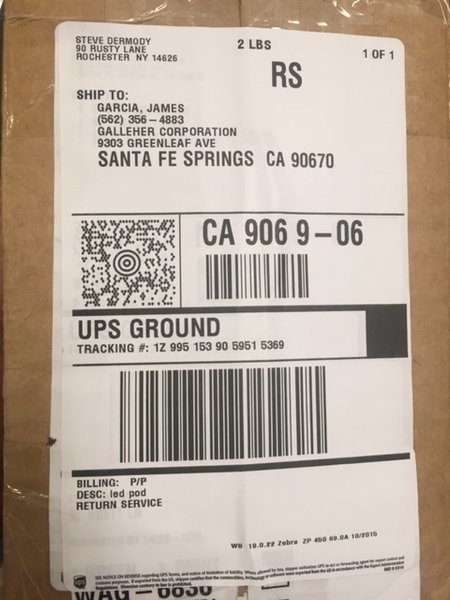 STEVE DERMODY
90 RUSTY LANE
ROCHESTER NY 14626
2 LBS
1 OF 1
RS
SHIP TO:
GARCIA, JAMES
(562) 356-4883
GALLEHER CORPORATION
9303 GREENLEAF AVE
SANTA FE SPRINGS CA 90670
CA 906 9-06
UPS GROUND
TRACKING #: 1Z 995 153 90 5951 5369
BILLING: P/P
DESC: led pod
RETURN SERVICE
WS 19.0.22 Zebra ZP 450 69.0A 10/2016